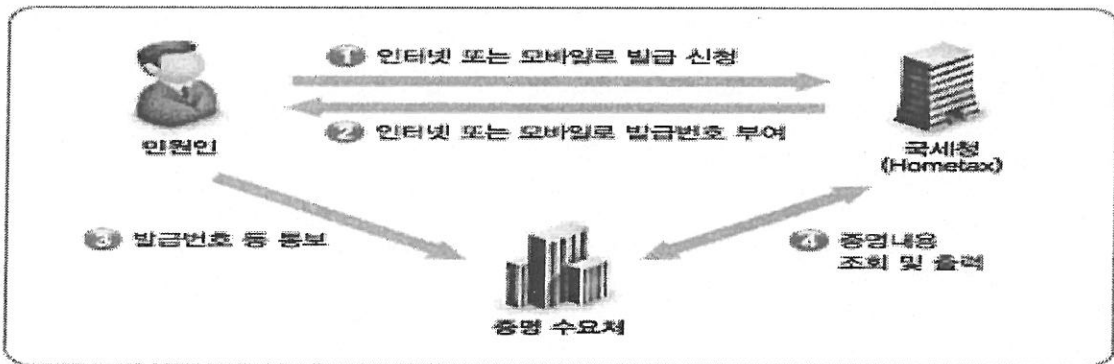 ① 인터넷 또는 모바일로 발급 신청
② 인터넷 또는 모바일로 발급번호 부여
민원인
국세청
(Hometax)
③ 발급번호 등 통보
④ 증명내용
조회 및 출력
증명 수요처